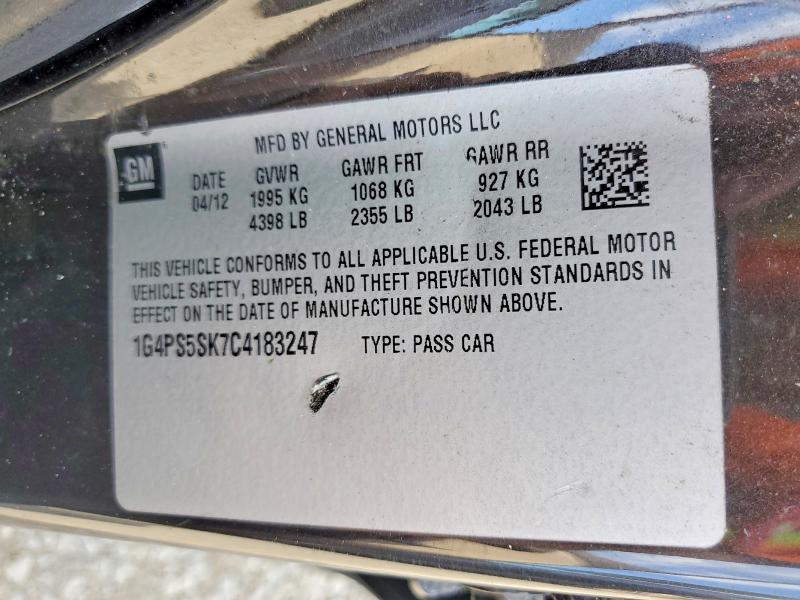 MFD BY GENERAL MOTORS LLC
GM
DATE GVWR GAWR FRT GAWR RR
04/12 1995 KG 1068 KG 927 KG
4398 LB 2355 LB 2043 LB
THIS VEHICLE CONFORMS TO ALL APPLICABLE U.S. FEDERAL MOTOR
VEHICLE SAFETY, BUMPER, AND THEFT PREVENTION STANDARDS IN
EFFECT ON THE DATE OF MANUFACTURE SHOWN ABOVE.
1G4PS5SK7C4183247 TYPE: PASS CAR